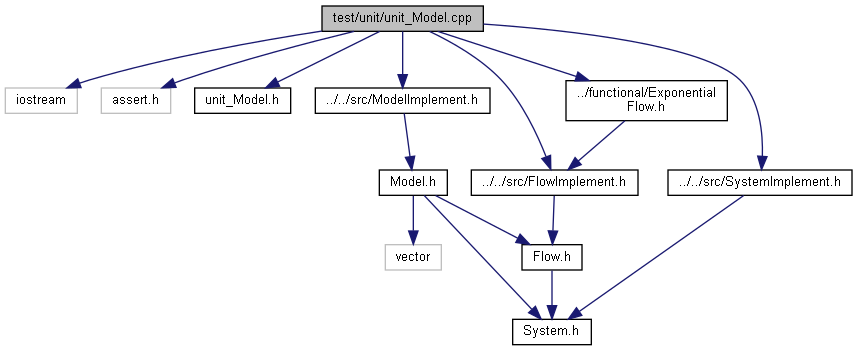 test/unit/unit_Model.cpp
iostream
assert.h
unit_Model.h
../../src/ModelImplement.h
../functional/Exponential
Flow.h
Model.h
../../src/FlowImplement.h
../../src/SystemImplement.h
vector
Flow.h
System.h